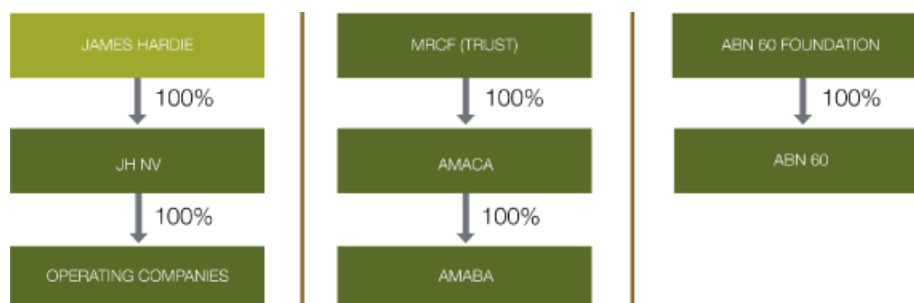 JAMES HARDIE
MRCF (TRUST)
ABN 60 FOUNDATION
100%
100%
100%
JH NV
AMACA
ABN 60
100%
100%
OPERATING COMPANIES
AMABA